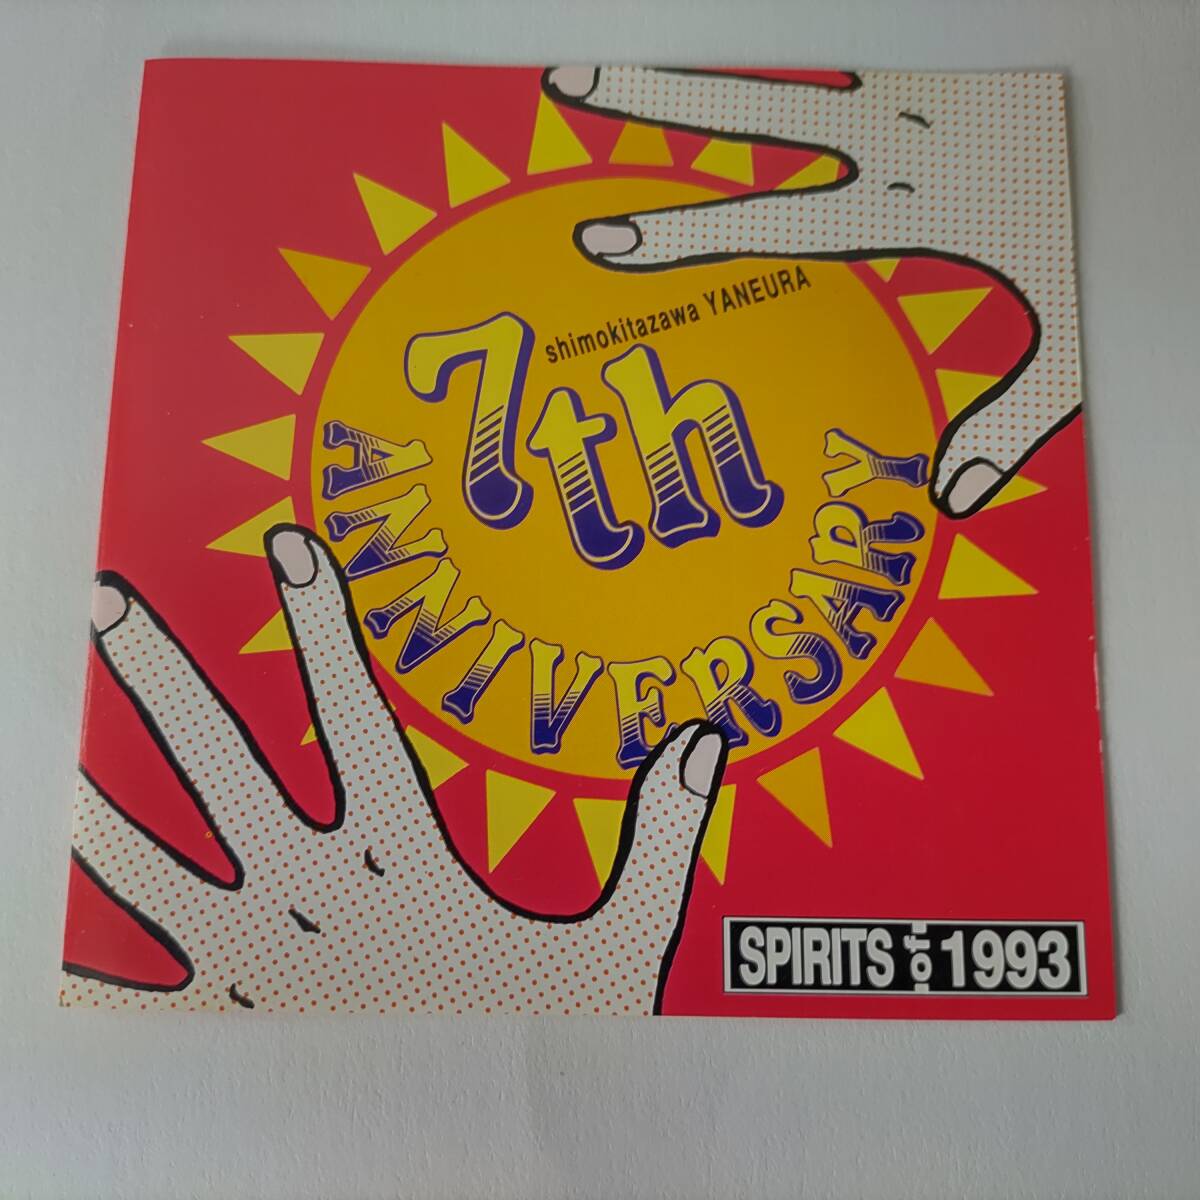 shimokitazawa YANEURA
7th
ANNIVERSARY
SPIRITS of 1993